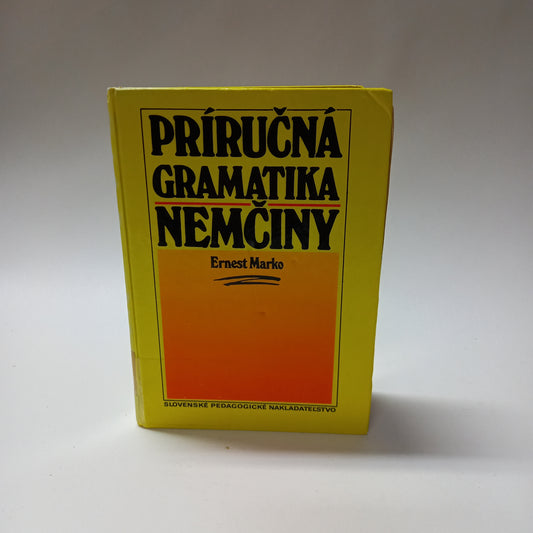 PRÍRUČNÁ
GRAMATIKA
NEMČINY
Ernest Marko
SLOVENSKÉ PEDAGOGICKÉ NAKLADATEĽSTVO